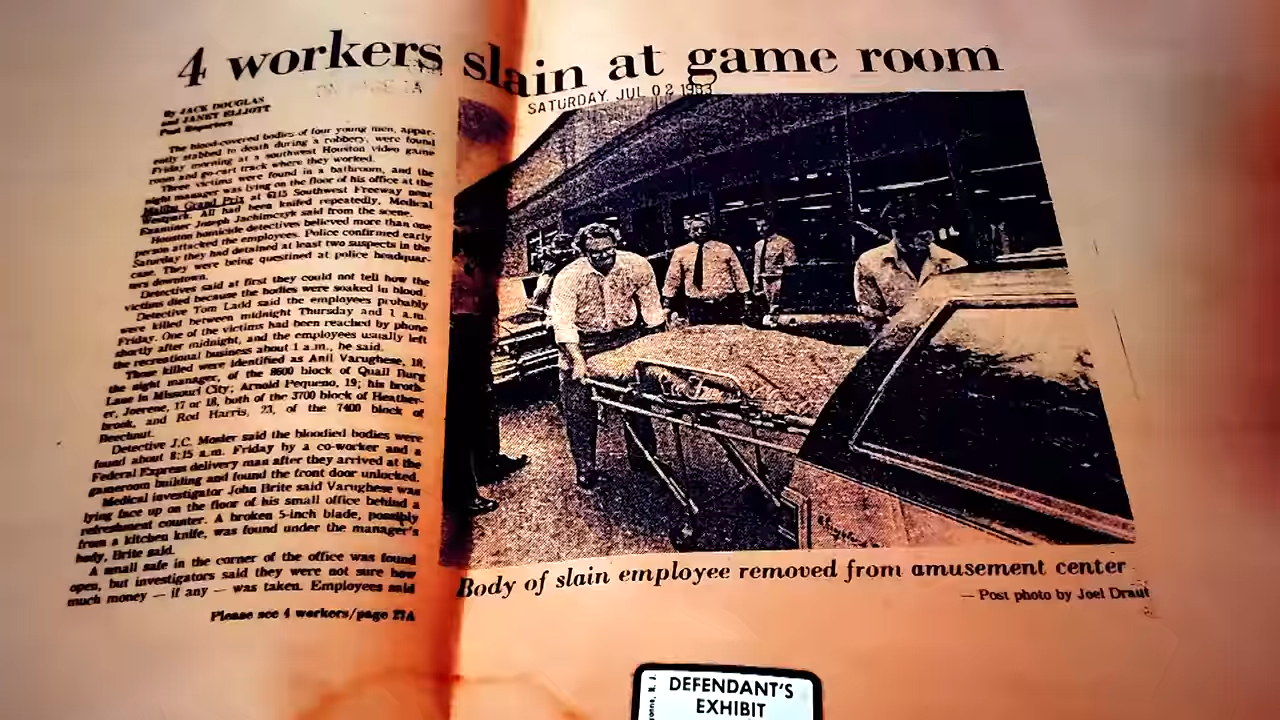 4 workers slain at game room
SATURDAY, JUL 02 1983
By JACK DOUGLAS
and JANET ELLIOTT
Post Reporters
The blood-covered bodies of four young men, appar-
ently stabbed to death during a robbery, were found
Friday morning at a southwest Houston video game
room and go-cart track where they worked.
Three victims were found in a bathroom, and the
night manager was lying on the floor of his office at the
Malibu Grand Prix at 6115 Southwest Freeway near
All had been knifed repeatedly, Medical
Examiner Joseph Jachimczyk said from the scene.
Houston homicide detectives believed more than one
person attacked the employees. Police confirmed early
Saturday they had detained at least two suspects in the
case. They were being questined at police headquar-
ters downtown.
Detectives said at first they could not tell how the
victims died because the bodies were soaked in blood.
Detective Tom Ladd said the employees probably
were killed between midnight Thursday and 1 a.m.
Friday. One of the victims had been reached by phone
shortly after midnight, and the employees usually left
the recreational business about 1 a.m., he said.
Those killed were identified as Anil Varughese, 18,
the night manager, of the 8600 block of Quail Burg
Lane in Missouri City; Arnold Pequeno, 19; his broth-
er, Joerene, 17 or 18, both of the 3700 block of Heather-
brook, and Rod Harris, 23, of the 7400 block of
Beechnut.
Detective J.C. Mosier said the bloodied bodies were
found about 8:15 a.m. Friday by a co-worker and a
Federal Express delivery man after they arrived at the
gameroom building and found the front door unlocked.
Medical investigator John Brite said Varughese was
lying face up on the floor of his small office behind a
refreshment counter. A broken 5-inch blade, possibly
from a kitchen knife, was found under the manager's
body, Brite said.
A small safe in the corner of the office was found
open, but investigators said they were not sure how
much money — if any — was taken. Employees said
Please see 4 workers/page 27A
Body of slain employee removed from amusement center
— Post photo by Joel Draut
DEFENDANT'S
EXHIBIT